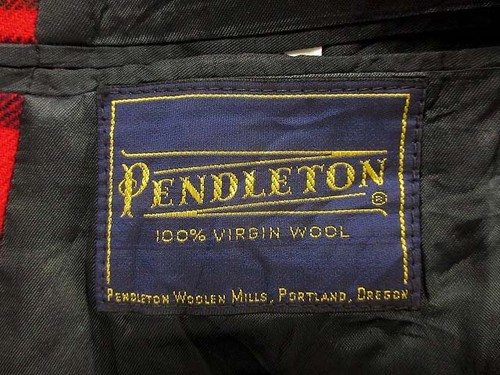 PENDLETON®
100% VIRGIN WOOL
PENDLETON WOOLEN MILLS, PORTLAND, OREGON